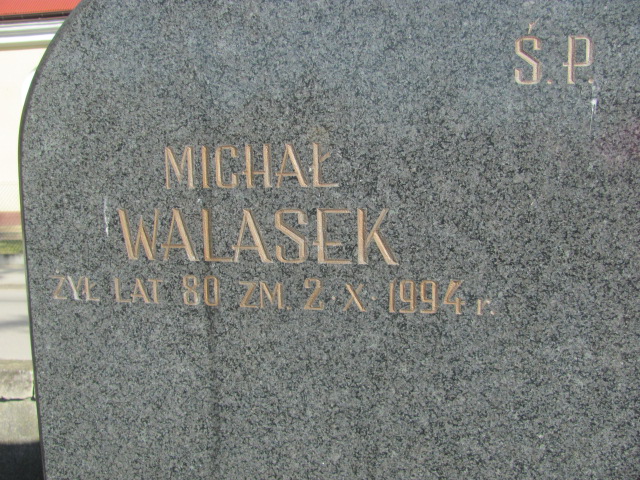 Ś.P.
MICHAŁ
WALASEK
ŻYŁ LAT 80 ZM. 2·X·1994 r.